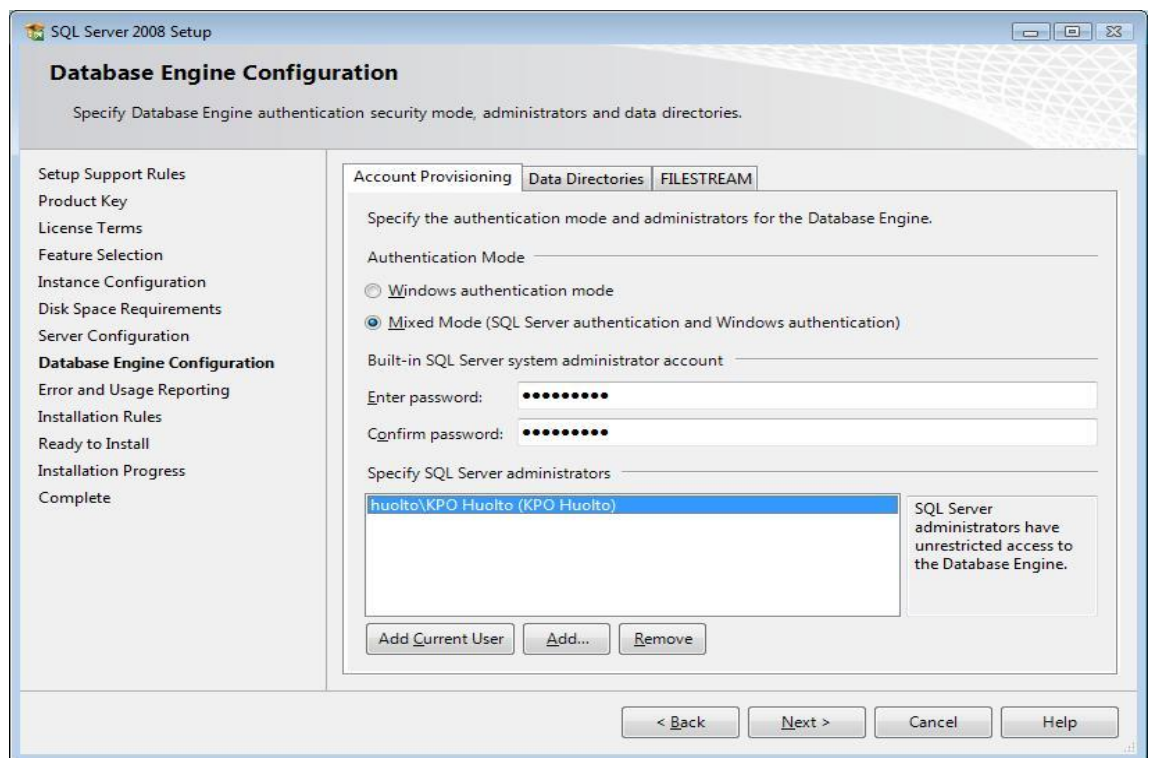 SQL Server 2008 Setup
Database Engine Configuration
Specify Database Engine authentication security mode, administrators and data directories.
Setup Support Rules
Product Key
License Terms
Feature Selection
Instance Configuration
Disk Space Requirements
Server Configuration
Database Engine Configuration
Error and Usage Reporting
Installation Rules
Ready to Install
Installation Progress
Complete
Account Provisioning Data Directories FILESTREAM
Specify the authentication mode and administrators for the Database Engine.
Authentication Mode
Windows authentication mode
Mixed Mode (SQL Server authentication and Windows authentication)
Built-in SQL Server system administrator account
Enter password: •••••••••
Confirm password: •••••••••
Specify SQL Server administrators
huolto\KPO Huolto (KPO Huolto)
SQL Server
administrators have
unrestricted access to
the Database Engine.
Add Current User Add... Remove
< Back Next > Cancel Help